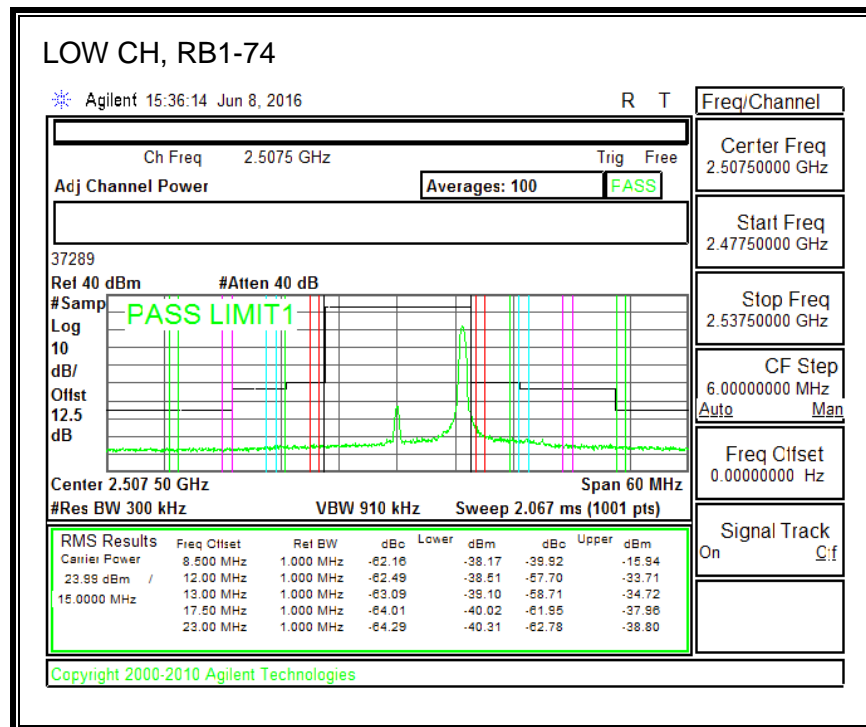 LOW CH, RB1-74
Agilent 15:36:14 Jun 8, 2016 R T
Freq/Channel
Ch Freq 2.5075 GHz Trig Free
Adj Channel Power Averages: 100 PASS
Center Freq
2.50750000 GHz
Start Freq
2.47750000 GHz
Stop Freq
2.53750000 GHz
CF Step
6.00000000 MHz
Auto Man
Freq Offset
0.00000000 Hz
Signal Track
On Off
37289
Ref 40 dBm #Atten 40 dB
#Samp
Log
10
dB/
Offst
12.5
dB
PASS LIMIT1
Center 2.507 50 GHz Span 60 MHz
#Res BW 300 kHz VBW 910 kHz Sweep 2.067 ms (1001 pts)
RMS Results Freq Offset Ref BW dBc Lower dBm dBc Upper dBm
Carrier Power 8.500 MHz 1.000 MHz -62.16 -38.17 -39.92 -15.94
23.99 dBm / 12.00 MHz 1.000 MHz -62.49 -38.51 -57.70 -33.71
15.0000 MHz 13.00 MHz 1.000 MHz -63.09 -39.10 -58.71 -34.72
17.50 MHz 1.000 MHz -64.01 -40.02 -61.95 -37.96
23.00 MHz 1.000 MHz -64.29 -40.31 -62.78 -38.80
Copyright 2000-2010 Agilent Technologies